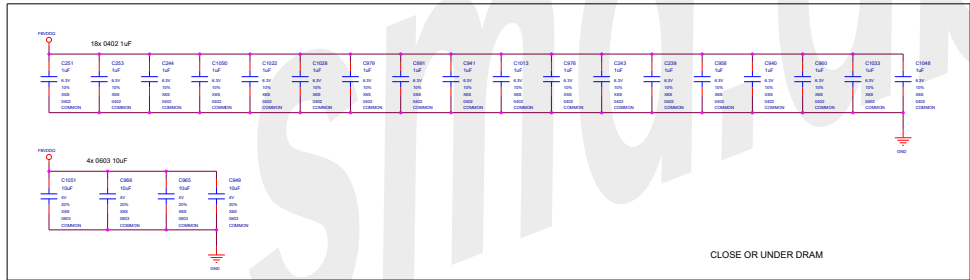 FBVDDQ
18x 0402 1uF
C251
1uF
6.3V
10%
X6S
0402
COMMON
C253
1uF
6.3V
10%
X6S
0402
COMMON
C244
1uF
6.3V
10%
X6S
0402
COMMON
C1050
1uF
6.3V
10%
X6S
0402
COMMON
C1022
1uF
6.3V
10%
X6S
0402
COMMON
C1028
1uF
6.3V
10%
X6S
0402
COMMON
C979
1uF
6.3V
10%
X6S
0402
COMMON
C991
1uF
6.3V
10%
X6S
0402
COMMON
C941
1uF
6.3V
10%
X6S
0402
COMMON
C1013
1uF
6.3V
10%
X6S
0402
COMMON
C976
1uF
6.3V
10%
X6S
0402
COMMON
C243
1uF
6.3V
10%
X6S
0402
COMMON
C239
1uF
6.3V
10%
X6S
0402
COMMON
C958
1uF
6.3V
10%
X6S
0402
COMMON
C940
1uF
6.3V
10%
X6S
0402
COMMON
C960
1uF
6.3V
10%
X6S
0402
COMMON
C1033
1uF
6.3V
10%
X6S
0402
COMMON
C1048
1uF
6.3V
10%
X6S
0402
COMMON
GND
FBVDDQ
4x 0603 10uF
C1051
10uF
4V
20%
X6S
0603
COMMON
C966
10uF
4V
20%
X6S
0603
COMMON
C965
10uF
4V
20%
X6S
0603
COMMON
C949
10uF
4V
20%
X6S
0603
COMMON
GND
CLOSE OR UNDER DRAM